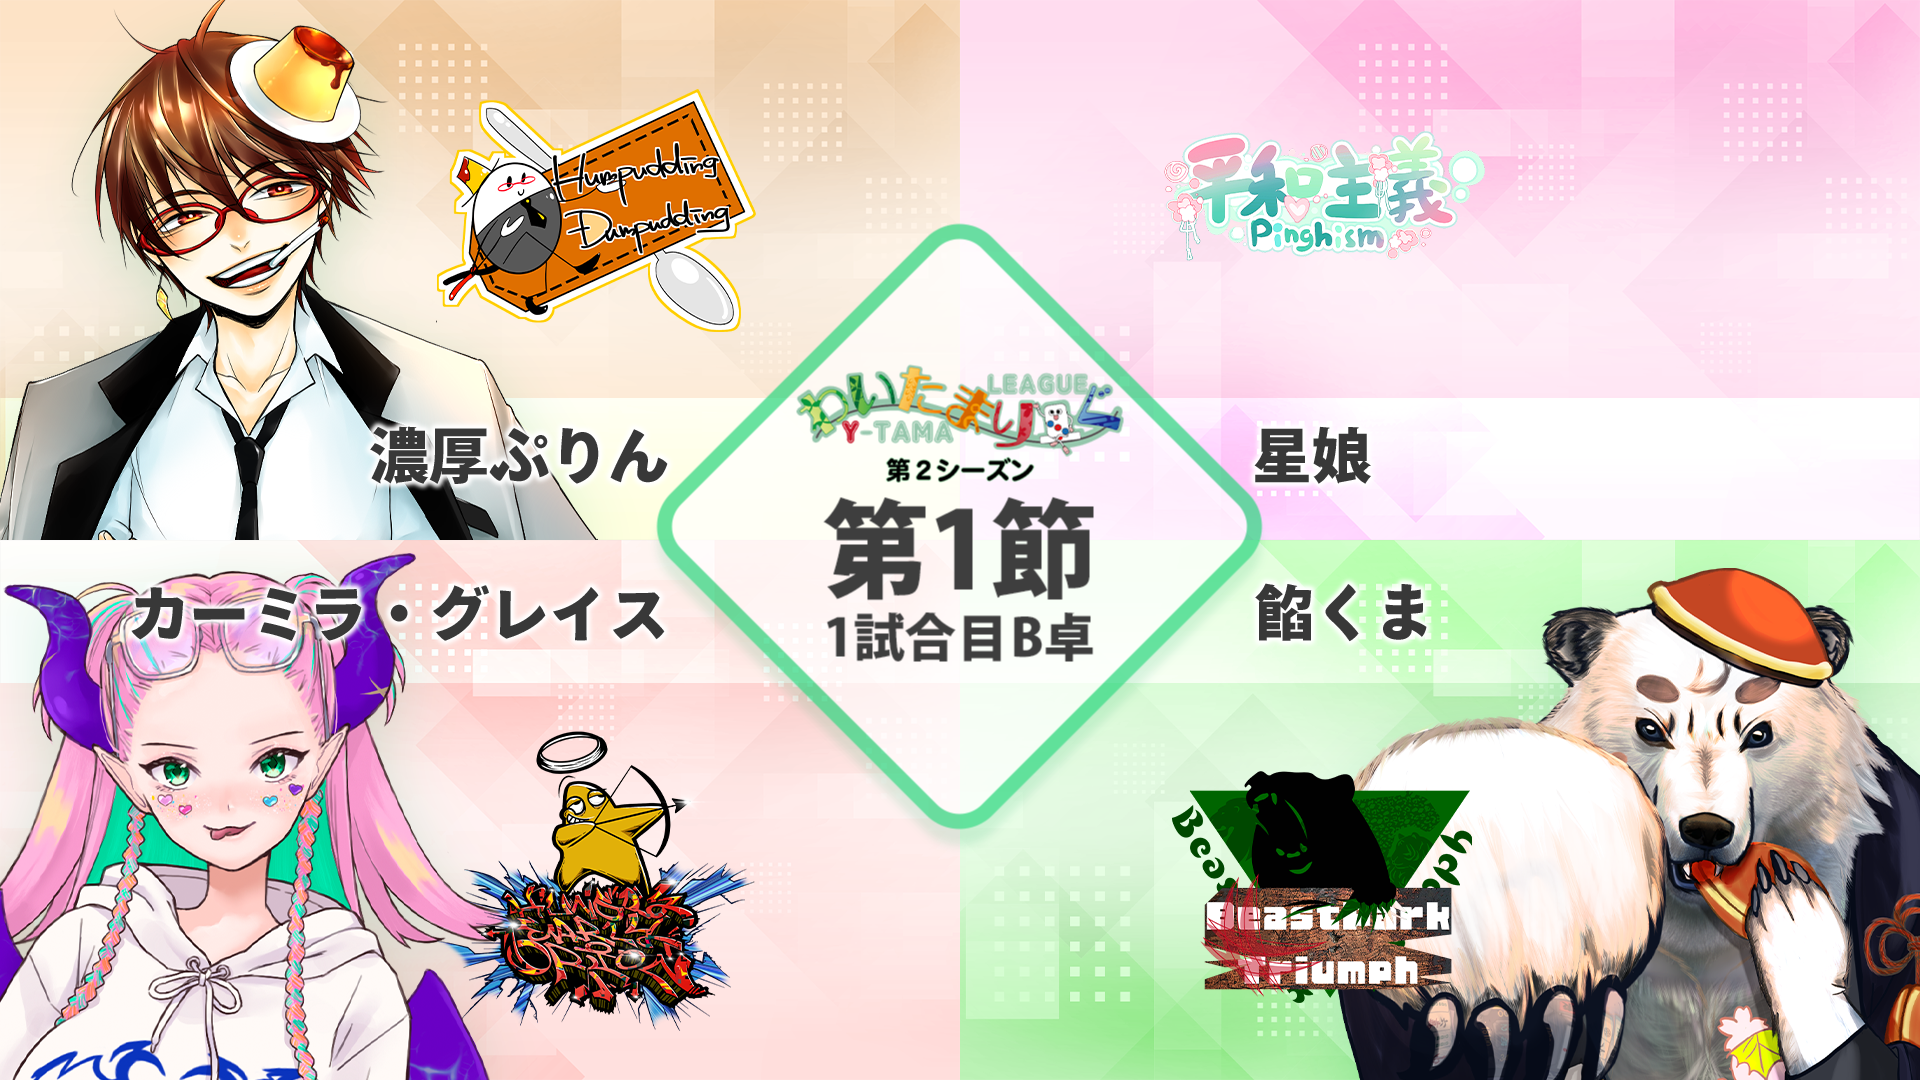 Humpudding
Dumpudding
平和主義
Pinghism
わいたまりーぐ
LEAGUE
Y-TAMA
第2シーズン
第1節
1試合目B卓
濃厚ぷりん
星娘
カーミラ・グレイス
餡くま
Beastmark
Triumph